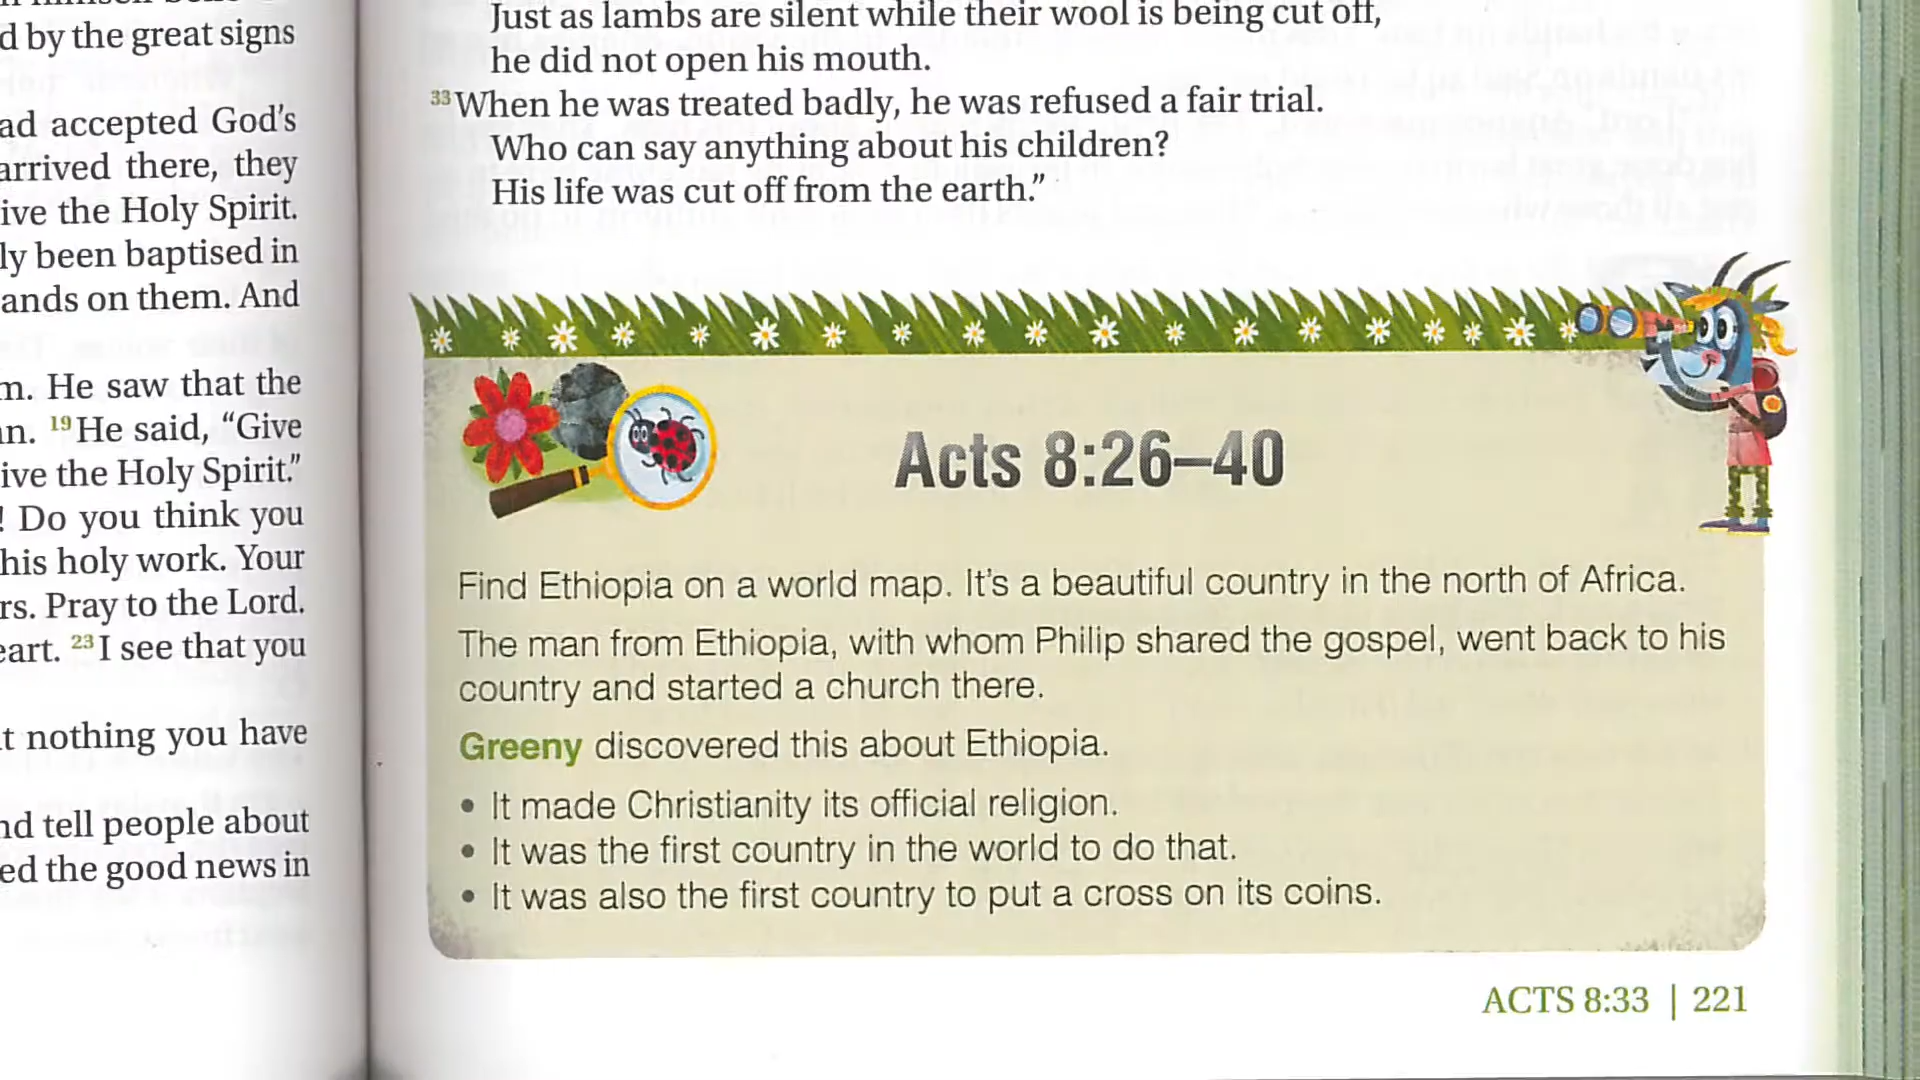 d by the great signs
ad accepted God's
arrived there, they
ive the Holy Spirit.
ly been baptised in
ands on them. And
m. He saw that the
an. 19 He said, “Give
ive the Holy Spirit.”
! Do you think you
his holy work. Your
rs. Pray to the Lord.
eart. 23 I see that you
t nothing you have
nd tell people about
ed the good news in
Just as lambs are silent while their wool is being cut off,
he did not open his mouth.
33 When he was treated badly, he was refused a fair trial.
Who can say anything about his children?
His life was cut off from the earth.”
Acts 8:26–40
Find Ethiopia on a world map. It's a beautiful country in the north of Africa.
The man from Ethiopia, with whom Philip shared the gospel, went back to his
country and started a church there.
Greeny discovered this about Ethiopia.
• It made Christianity its official religion.
• It was the first country in the world to do that.
• It was also the first country to put a cross on its coins.
ACTS 8:33 | 221